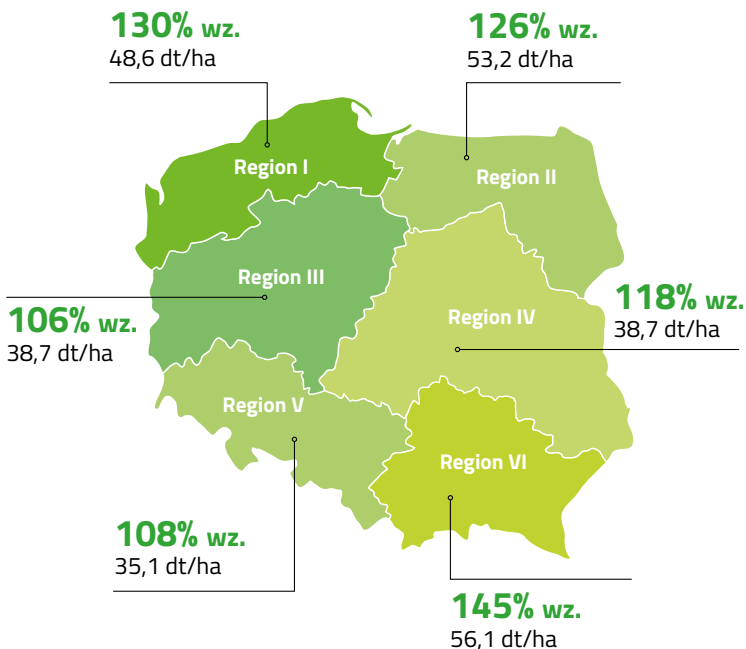 130% wz.
48,6 dt/ha
126% wz.
53,2 dt/ha
Region I
Region II
Region III
106% wz.
38,7 dt/ha
118% wz.
38,7 dt/ha
Region IV
Region V
Region VI
108% wz.
35,1 dt/ha
145% wz.
56,1 dt/ha